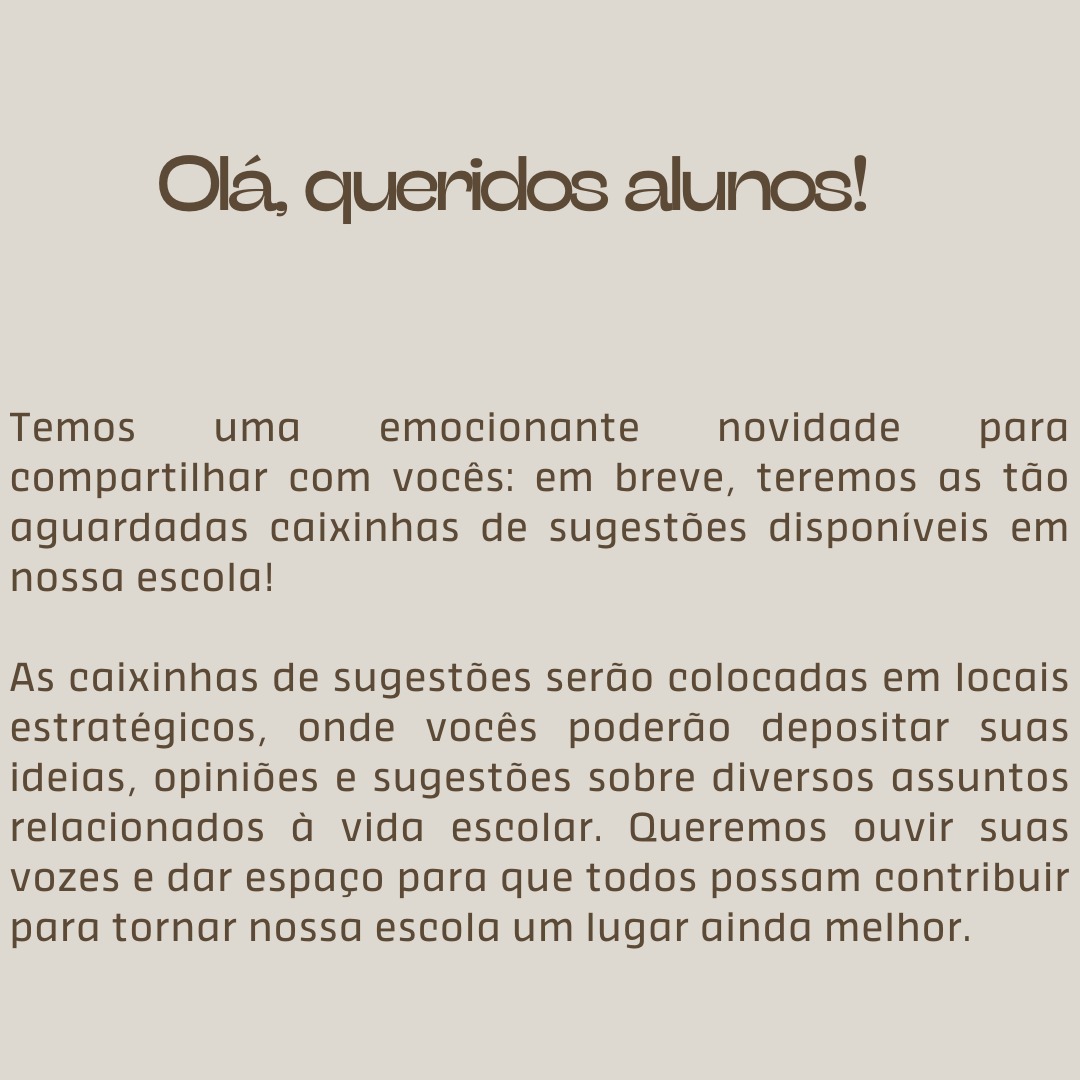 Olá, queridos alunos!
Temos uma emocionante novidade para
compartilhar com vocês: em breve, teremos as tão
aguardadas caixinhas de sugestões disponíveis em
nossa escola!
As caixinhas de sugestões serão colocadas em locais
estratégicos, onde vocês poderão depositar suas
ideias, opiniões e sugestões sobre diversos assuntos
relacionados à vida escolar. Queremos ouvir suas
vozes e dar espaço para que todos possam contribuir
para tornar nossa escola um lugar ainda melhor.